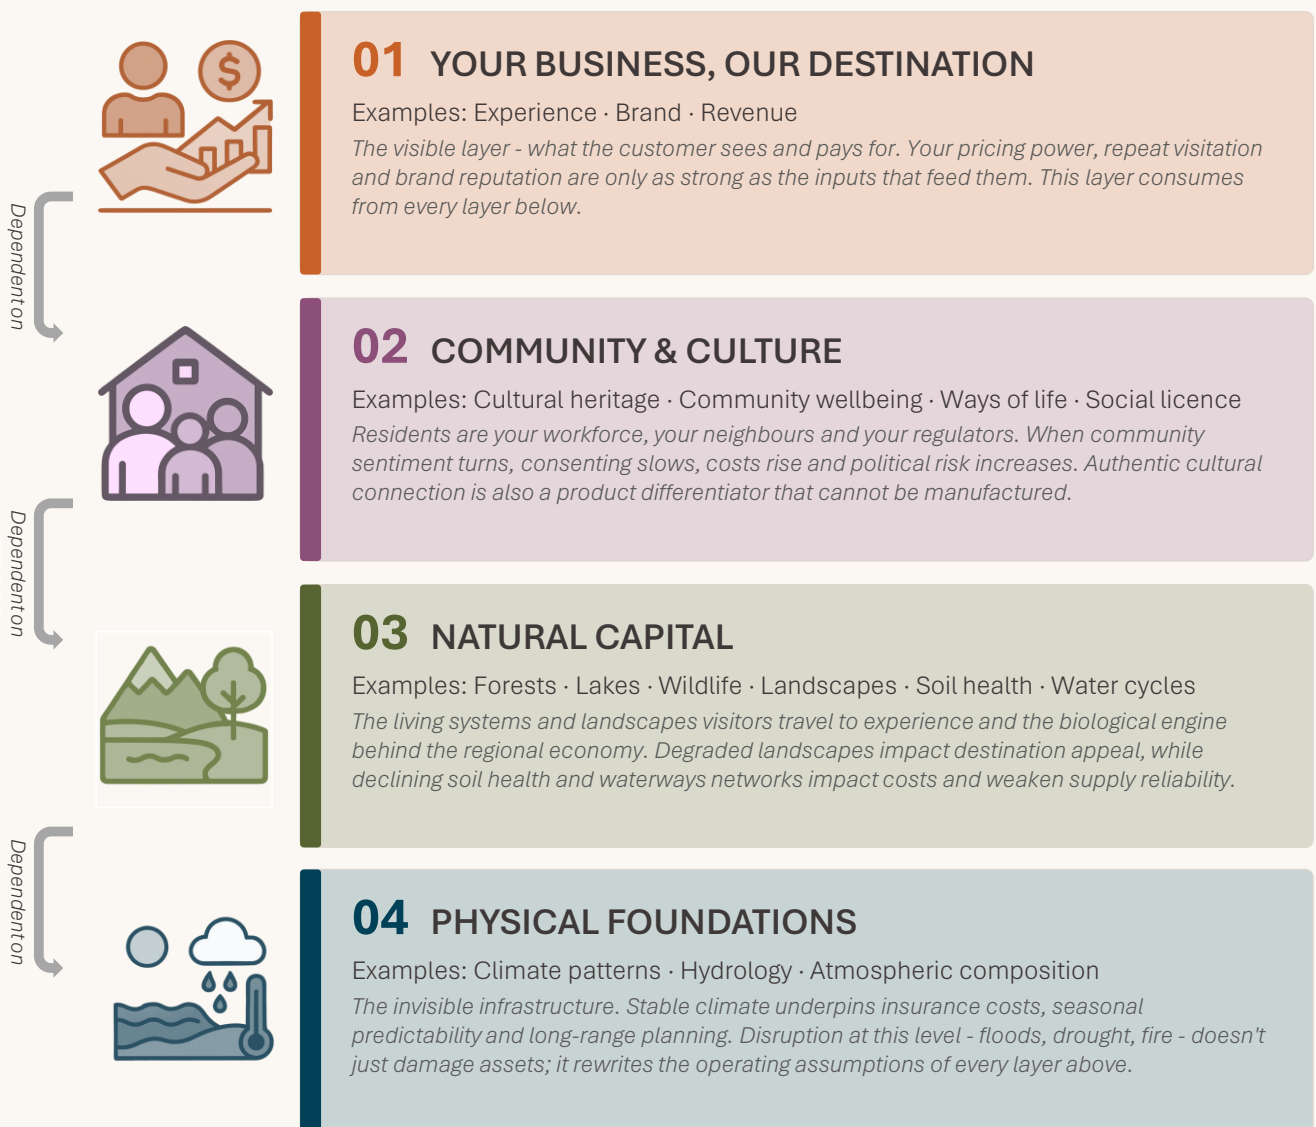 01 YOUR BUSINESS, OUR DESTINATION
Examples: Experience · Brand · Revenue
The visible layer - what the customer sees and pays for. Your pricing power, repeat visitation
and brand reputation are only as strong as the inputs that feed them. This layer consumes
from every layer below.
Dependent on
02 COMMUNITY & CULTURE
Examples: Cultural heritage · Community wellbeing · Ways of life · Social licence
Residents are your workforce, your neighbours and your regulators. When community
sentiment turns, consenting slows, costs rise and political risk increases. Authentic cultural
connection is also a product differentiator that cannot be manufactured.
Dependent on
03 NATURAL CAPITAL
Examples: Forests · Lakes · Wildlife · Landscapes · Soil health · Water cycles
The living systems and landscapes visitors travel to experience and the biological engine
behind the regional economy. Degraded landscapes impact destination appeal, while
declining soil health and waterways networks impact costs and weaken supply reliability.
Dependent on
04 PHYSICAL FOUNDATIONS
Examples: Climate patterns · Hydrology · Atmospheric composition
The invisible infrastructure. Stable climate underpins insurance costs, seasonal
predictability and long-range planning. Disruption at this level - floods, drought, fire - doesn't
just damage assets; it rewrites the operating assumptions of every layer above.